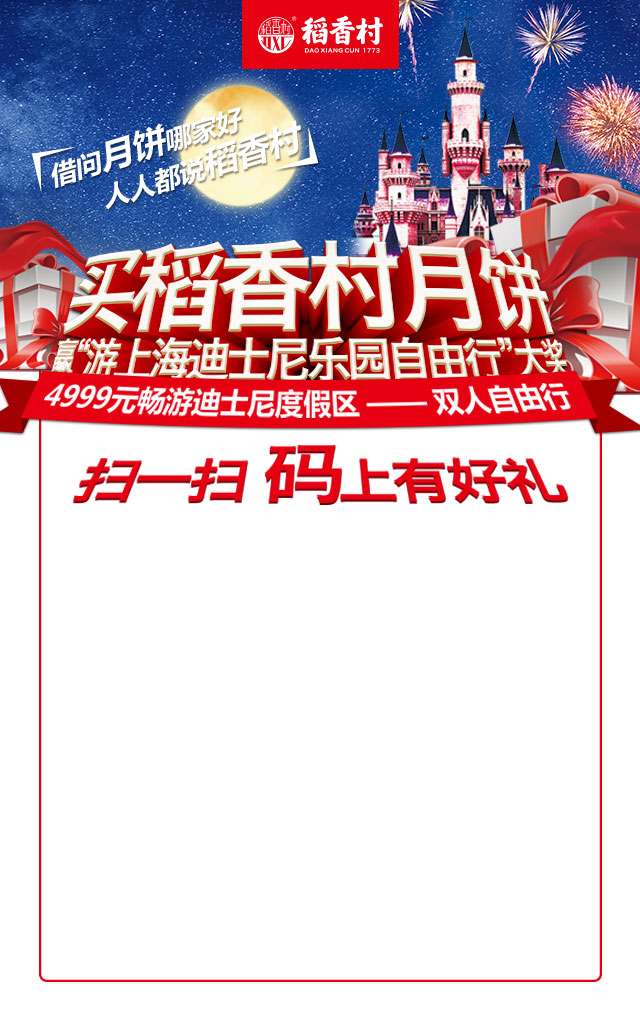 稻香村
DAO XIANG CUN 1773
借问月饼哪家好
人人都说稻香村
买稻香村月饼
赢“游上海迪士尼乐园自由行”大奖
4999元畅游迪士尼度假区 —— 双人自由行
扫一扫 码上有好礼